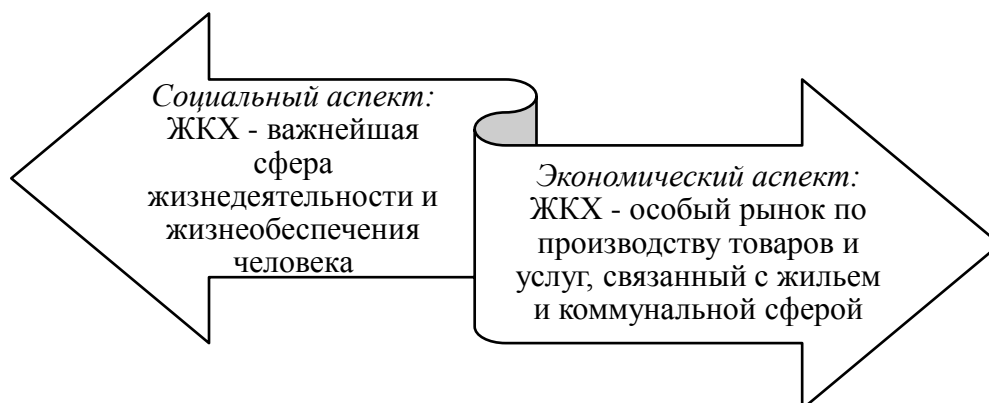 Социальный аспект:
ЖКХ - важнейшая
сфера
жизнедеятельности и
жизнеобеспечения
человека
Экономический аспект:
ЖКХ - особый рынок по
производству товаров и
услуг, связанный с жильем
и коммунальной сферой